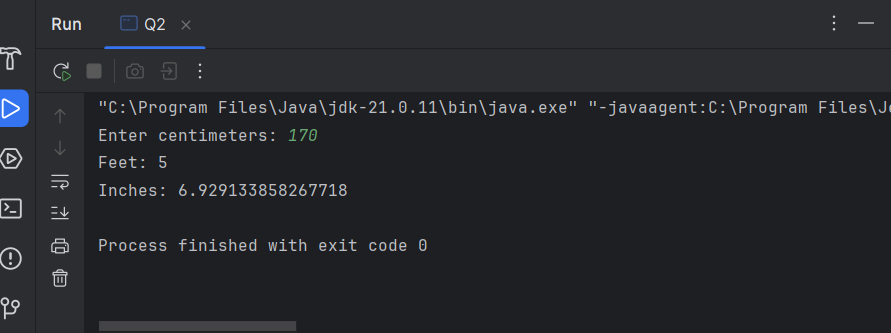 Run
Q2
"C:\Program Files\Java\jdk-21.0.11\bin\java.exe" "-javaagent:C:\Program Files\
Enter centimeters: 170
Feet: 5
Inches: 6.929133858267718
Process finished with exit code 0